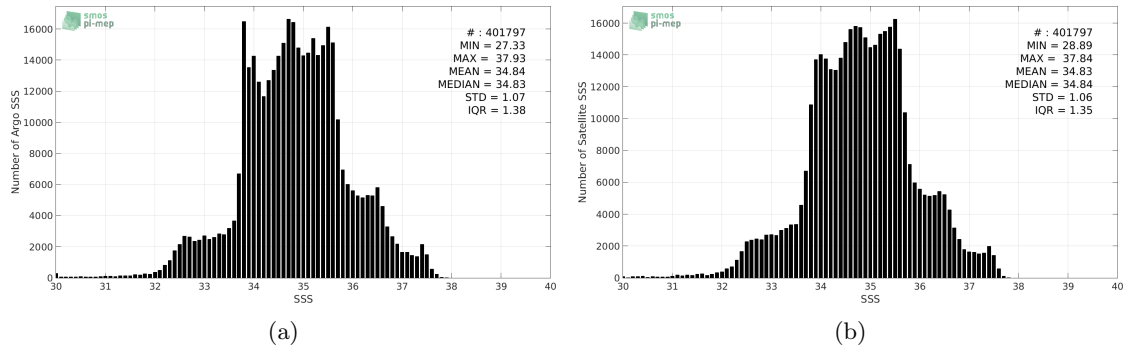 smos
pi-mep
# : 401797
MIN = 27.33
MAX = 37.93
MEAN = 34.84
MEDIAN = 34.83
STD = 1.07
IQR = 1.38
Number of Argo SSS
16000
14000
12000
10000
8000
6000
4000
2000
0
30 31 32 33 34 35 36 37 38 39 40
SSS
(a)
smos
pi-mep
# : 401797
MIN = 28.89
MAX = 37.84
MEAN = 34.83
MEDIAN = 34.84
STD = 1.06
IQR = 1.35
Number of Satellite SSS
16000
14000
12000
10000
8000
6000
4000
2000
0
30 31 32 33 34 35 36 37 38 39 40
SSS
(b)